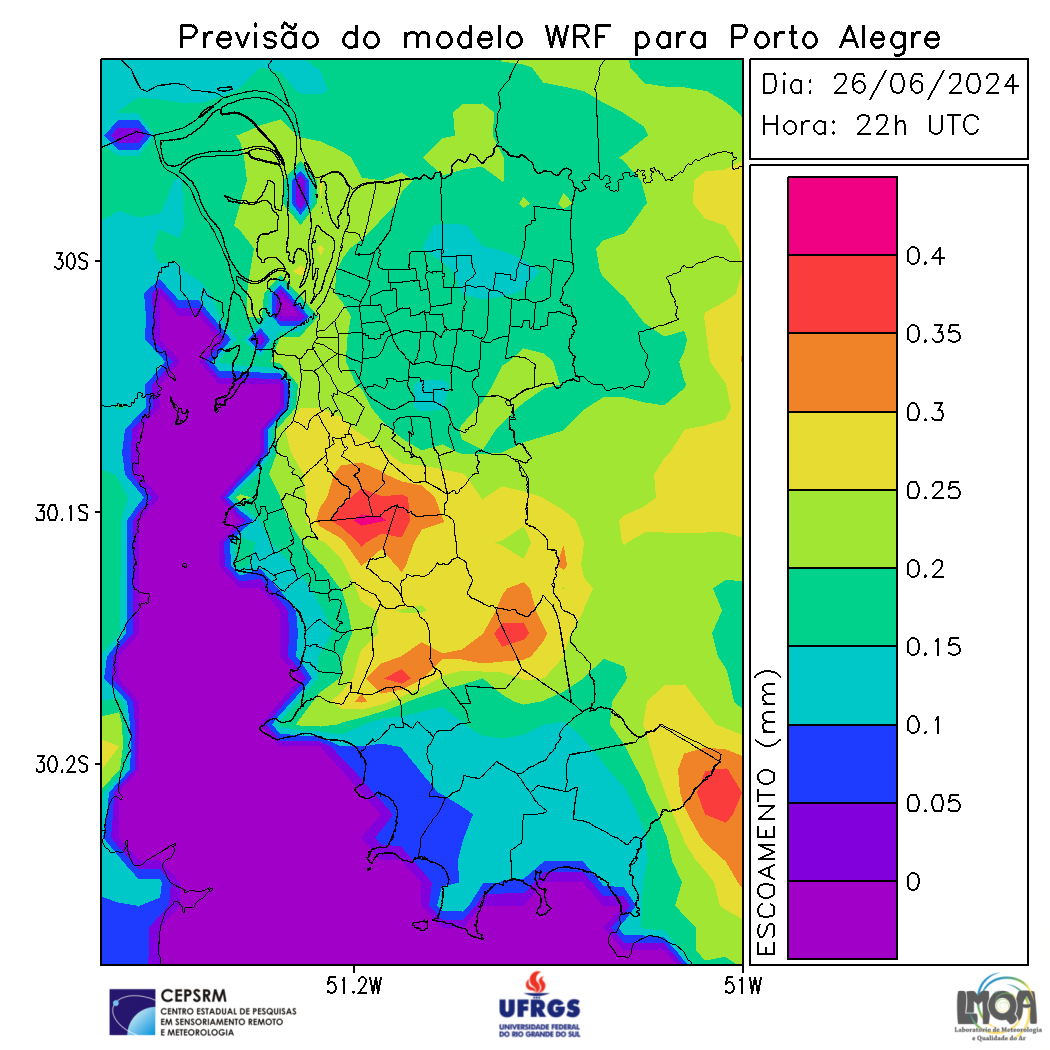 Previsão do modelo WRF para Porto Alegre
Dia: 26/06/2024
Hora: 22h UTC
30S
30.1S
30.2S
51.2W
51W
ESCOAMENTO (mm)
0.4
0.35
0.3
0.25
0.2
0.15
0.1
0.05
0
CEPSRM
CENTRO ESTADUAL DE PESQUISAS
EM SENSORIAMENTO REMOTO
E METEOROLOGIA
UFRGS
UNIVERSIDADE FEDERAL
DO RIO GRANDE DO SUL
LMQA
Laboratório de Meteorologia
e Qualidade do Ar